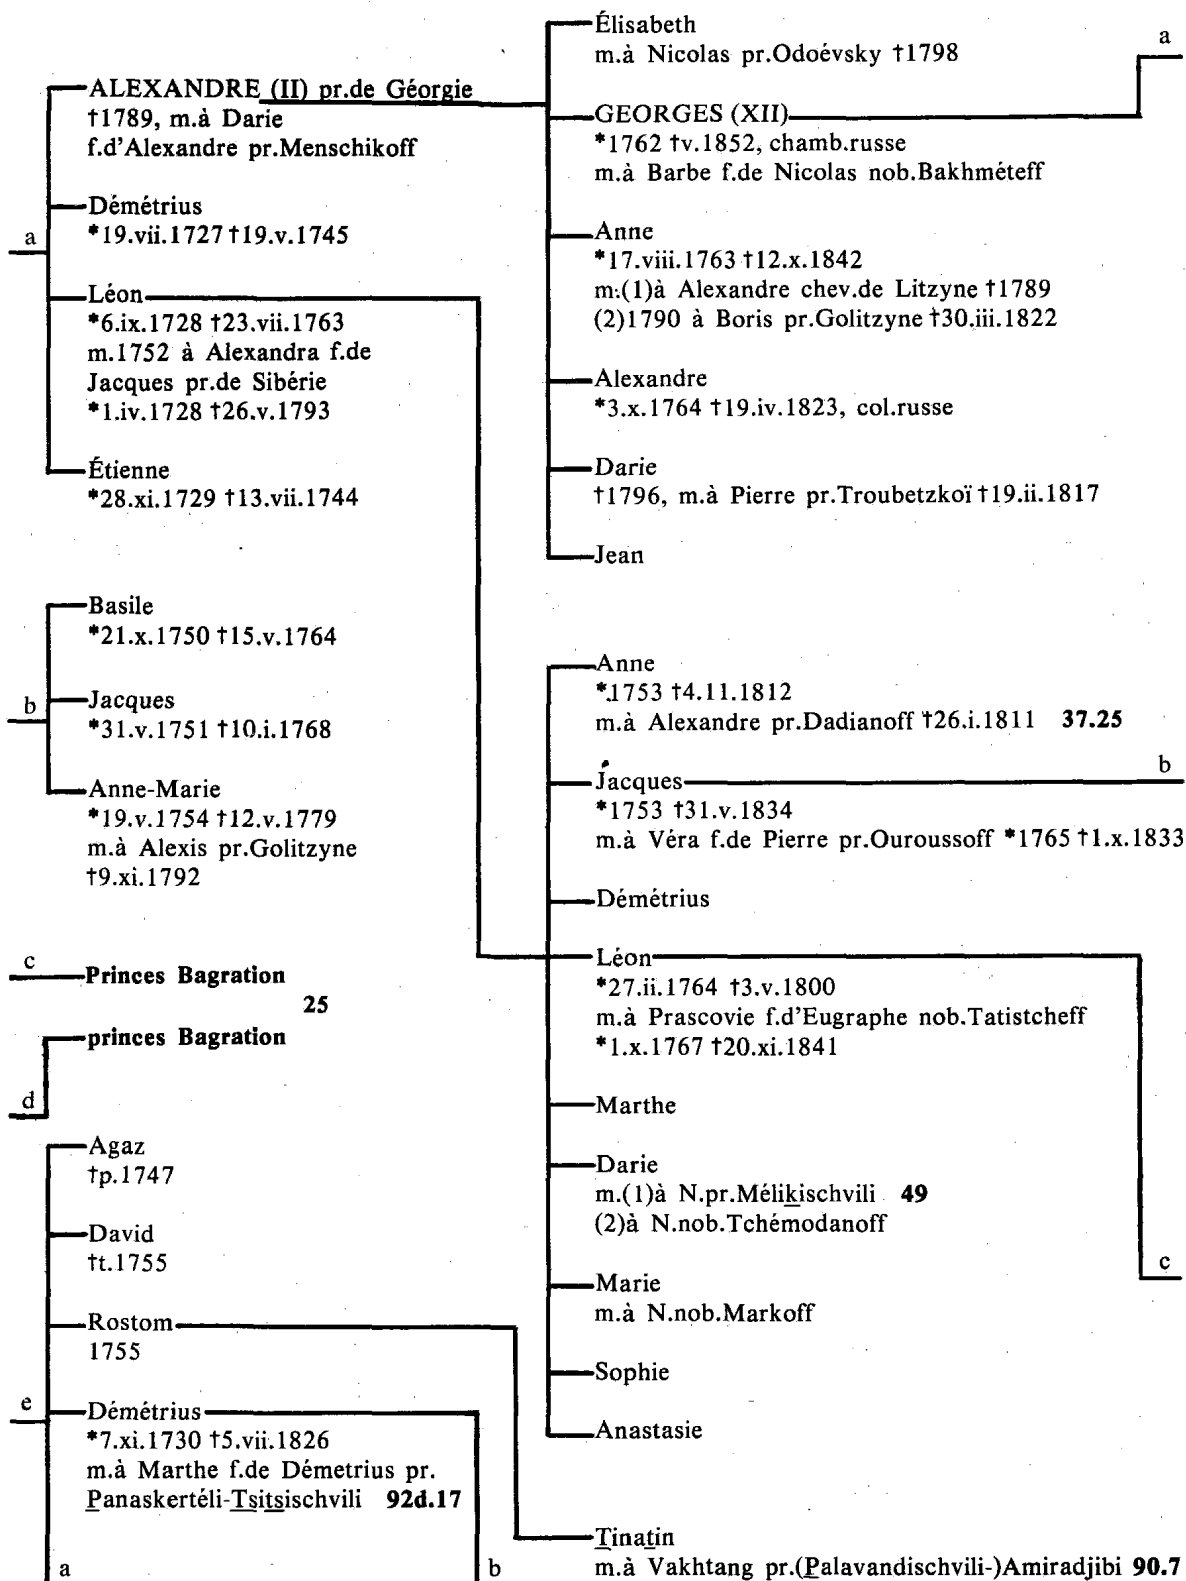 a
ALEXANDRE (II) pr.de Géorgie
†1789, m.à Darie
f.d'Alexandre pr.Menschikoff
Démétrius
*19.vii.1727 †19.v.1745
Léon
*6.ix.1728 †23.vii.1763
m.1752 à Alexandra f.de
Jacques pr.de Sibérie
*1.iv.1728 †26.v.1793
Étienne
*28.xi.1729 †13.vii.1744
b
Basile
*21.x.1750 †15.v.1764
Jacques
*31.v.1751 †10.i.1768
Anne-Marie
*19.v.1754 †12.v.1779
m.à Alexis pr.Golitzyne
†9.xi.1792
c
Princes Bagration
25
princes Bagration
d
Agaz
†p.1747
David
†t.1755
Rostom
1755
e
Démétrius
*7.xi.1730 †5.vii.1826
m.à Marthe f.de Démetrius pr.
Panaskertéli-Tsitsischvili 92d.17
a
b
Élisabeth
m.à Nicolas pr.Odoévsky †1798
a
GEORGES (XII)
*1762 †v.1852, chamb.russe
m.à Barbe f.de Nicolas nob.Bakhméteff
Anne
*17.viii.1763 †12.x.1842
m.(1)à Alexandre chev.de Litzyne †1789
(2)1790 à Boris pr.Golitzyne †30.iii.1822
Alexandre
*3.x.1764 †19.iv.1823, col.russe
Darie
†1796, m.à Pierre pr.Troubetzkoï †19.ii.1817
Jean
Anne
*1753 †4.11.1812
m.à Alexandre pr.Dadianoff †26.i.1811 37.25
b
Jacques
*1753 †31.v.1834
m.à Véra f.de Pierre pr.Ouroussoff *1765 †1.x.1833
Démétrius
Léon
*27.ii.1764 †3.v.1800
m.à Prascovie f.d'Eugraphe nob.Tatistcheff
*1.x.1767 †20.xi.1841
Marthe
Darie
m.(1)à N.pr.Mélikischvili 49
(2)à N.nob.Tchémodanoff
c
Marie
m.à N.nob.Markoff
Sophie
Anastasie
Tinatin
m.à Vakhtang pr.(Palavandischvili-)Amiradjibi 90.7